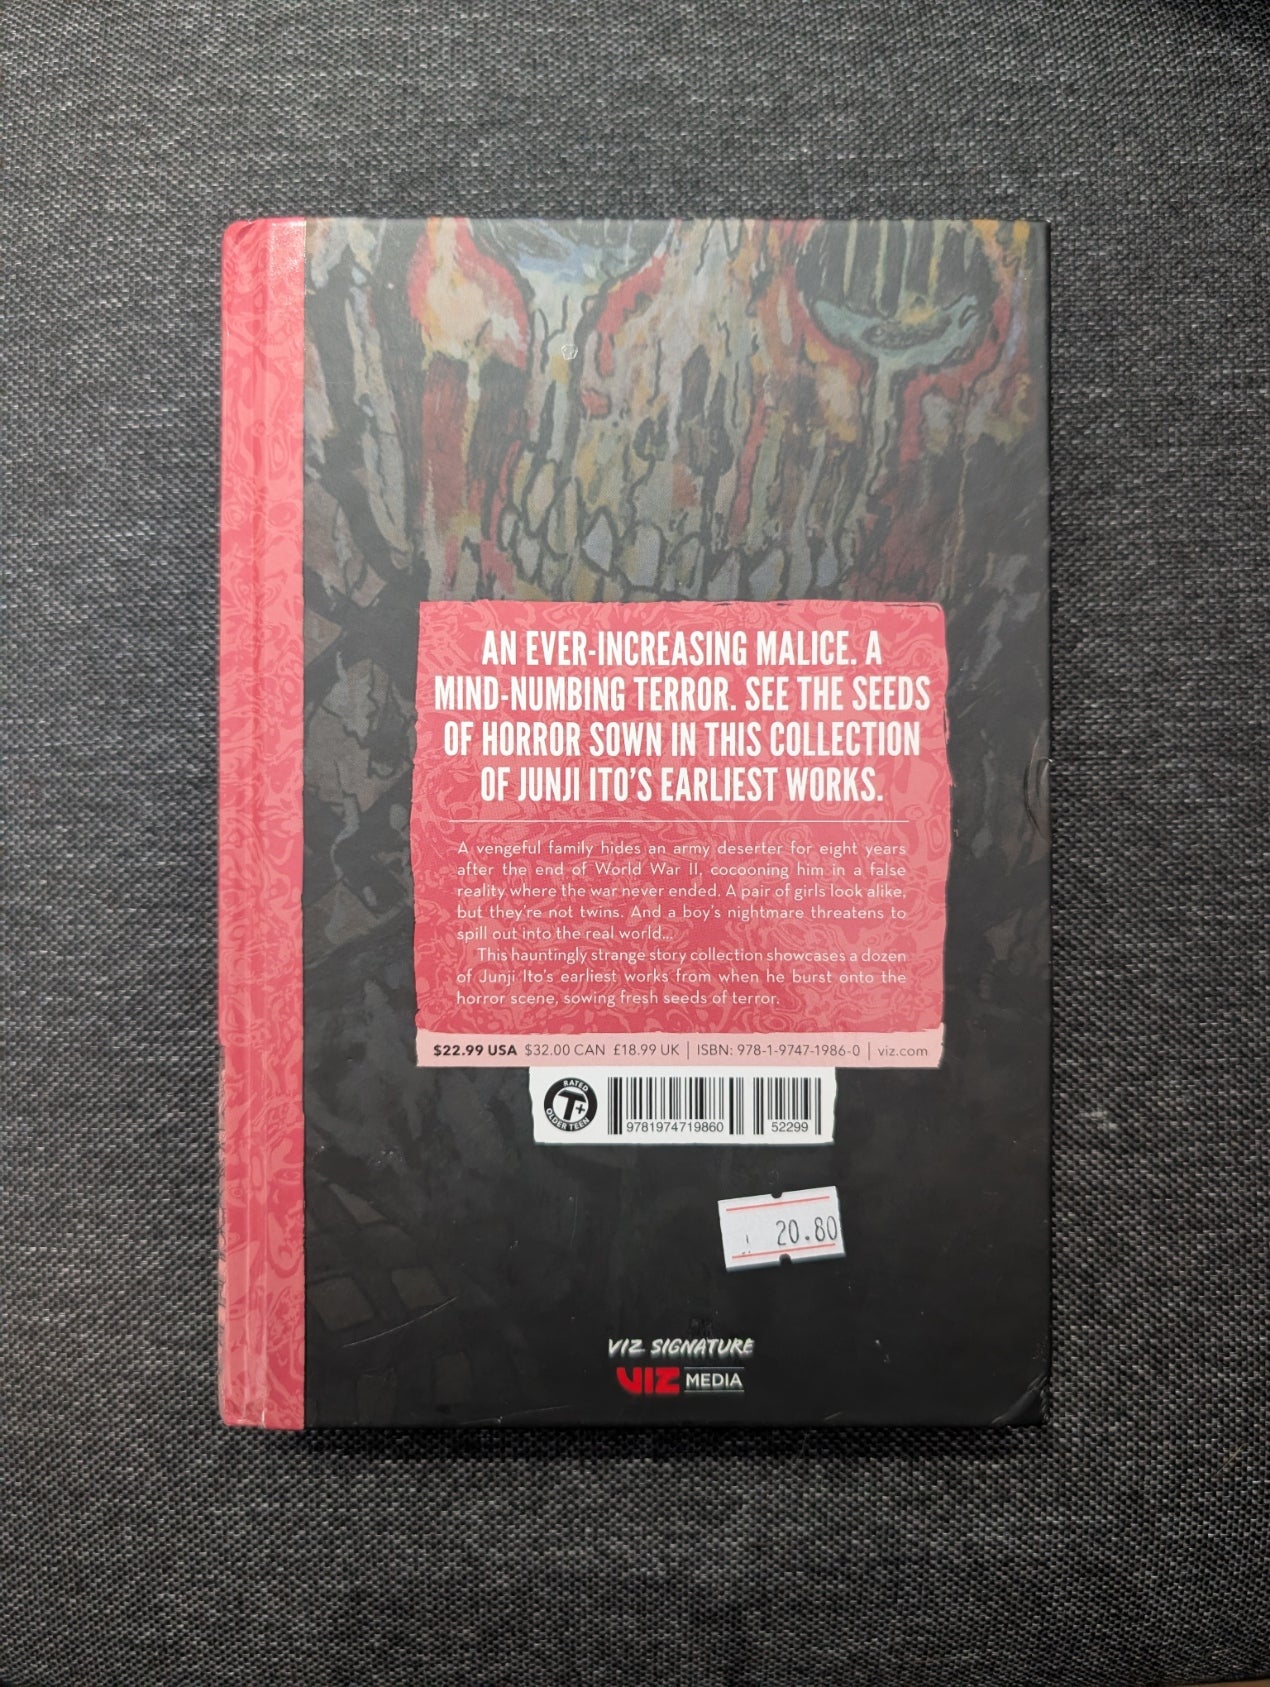 AN EVER-INCREASING MALICE. A
MIND-NUMBING TERROR. SEE THE SEEDS
OF HORROR SOWN IN THIS COLLECTION
OF JUNJI ITO'S EARLIEST WORKS.
A vengeful family hides an army deserter for eight years
after the end of World War II, cocooning him in a false
reality where the war never ended. A pair of girls look alike,
but they're not twins. And a boy's nightmare threatens to
spill out into the real world...
This hauntingly strange story collection showcases a dozen
of Junji Ito's earliest works from when he burst onto the
horror scene, sowing fresh seeds of terror.
$22.99 USA $32.00 CAN £18.99 UK | ISBN: 978-1-9747-1986-0 | viz.com
RATED
T+
OLDER TEEN
9781974719860 52299
20.80
VIZ SIGNATURE
VIZ MEDIA